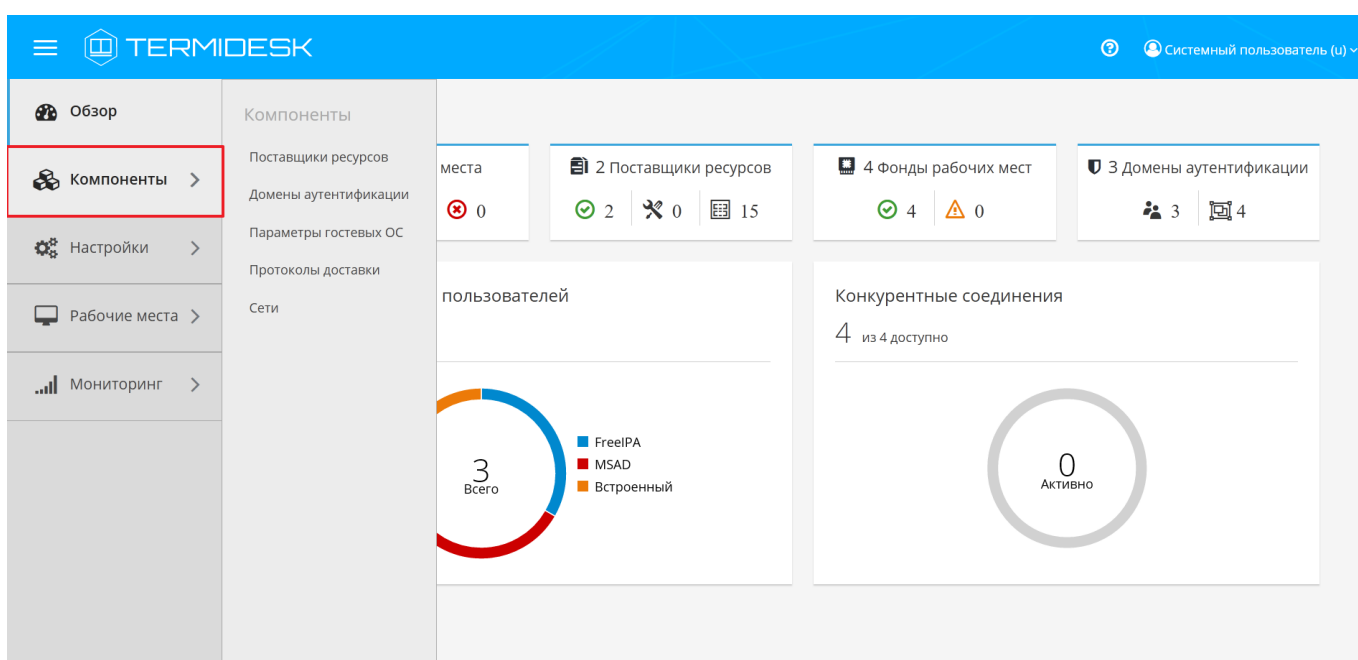 TERMIDESK
Системный пользователь (u)
Обзор
Компоненты
Настройки
Рабочие места
Мониторинг
Компоненты
Поставщики ресурсов
Домены аутентификации
Параметры гостевых ОС
Протоколы доставки
Сети
места
0
2 Поставщики ресурсов
2 0 15
4 Фонды рабочих мест
4 0
3 Домены аутентификации
3 4
пользователей
3
Всего
FreeIPA
MSAD
Встроенный
Конкурентные соединения
4 из 4 доступно
0
Активно